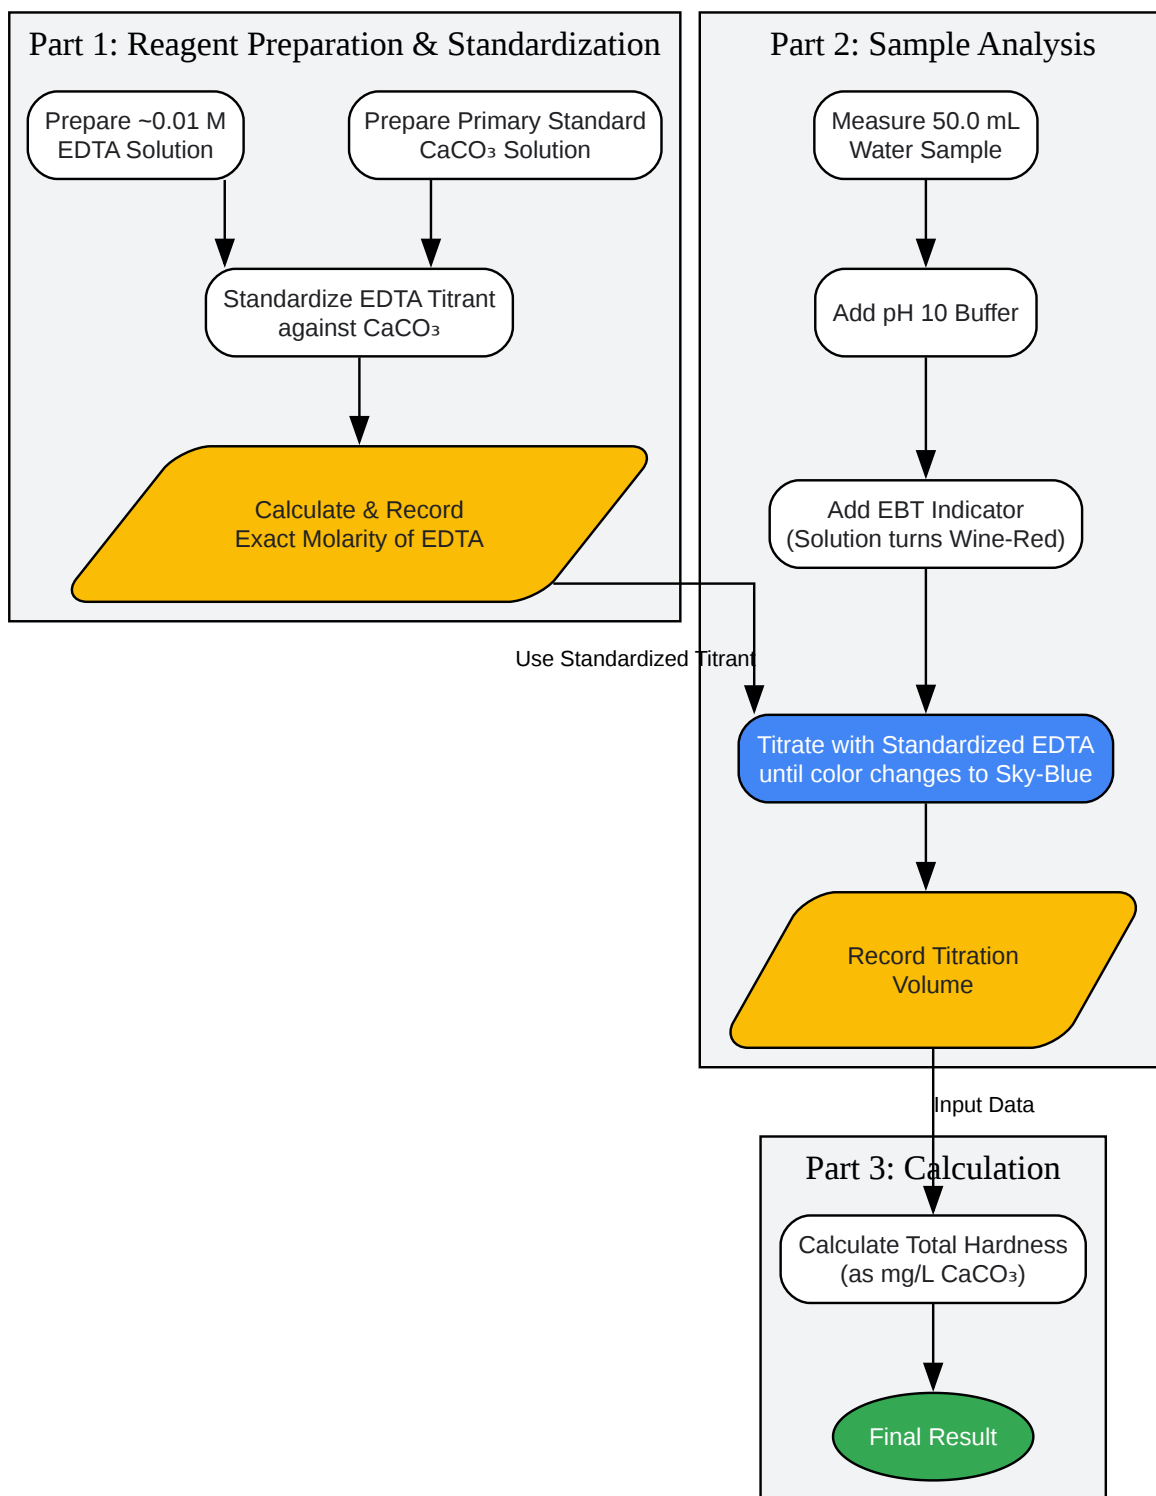 Part 1: Reagent Preparation & Standardization
Prepare ~0.01 M
EDTA Solution
Prepare Primary Standard
CaCO₃ Solution
Standardize EDTA Titrant
against CaCO₃
Calculate & Record
Exact Molarity of EDTA
Use Standardized Titrant
Part 2: Sample Analysis
Measure 50.0 mL
Water Sample
Add pH 10 Buffer
Add EBT Indicator
(Solution turns Wine-Red)
Titrate with Standardized EDTA
until color changes to Sky-Blue
Record Titration
Volume
Input Data
Part 3: Calculation
Calculate Total Hardness
(as mg/L CaCO₃)
Final Result